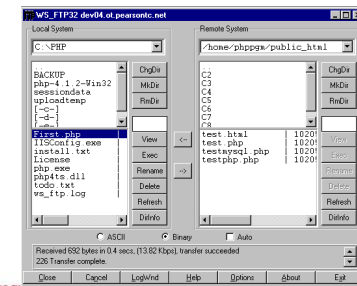 WS_FTP32 dev04.ot.pearsontc.net
Local System
C:\PHP
..
BACKUP
php-4.1.2-Win32
sessiondata
uploadtemp
[-c-]
[-d-]
[-e-]
First.php
IISConfig.exe
install.txt
License
php.exe
php4ts.dll
todo.txt
ws_ftp.log
ChgDir
MkDir
RmDir
View
Exec
Rename
Delete
Refresh
DirInfo
<--
-->
Remote System
/home/phppgm/public_html
..
C2
C3
C4
C5
C6
C7
C8
test.html | 1020
test.php | 1020
testmysql.php | 1020
testphp.php | 1020
ChgDir
MkDir
RmDir
View
Exec
Rename
Delete
Refresh
DirInfo
ASCII Binary Auto
Received 692 bytes in 0.4 secs, (13.82 Kbps), transfer succeeded
226 Transfer complete.
Close Cancel LogWnd Help Options About Exit